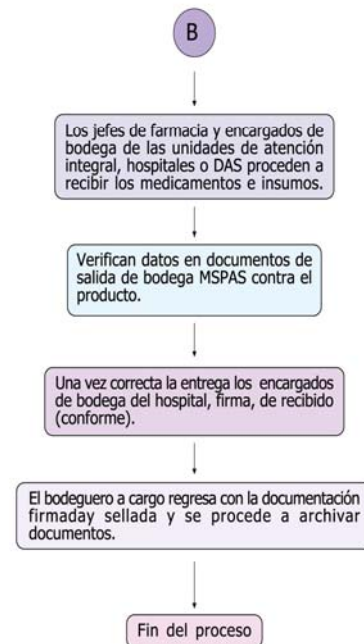 B
Los jefes de farmacia y encargados de
bodega de las unidades de atención
integral, hospitales o DAS proceden a
recibir los medicamentos e insumos.
Verifican datos en documentos de
salida de bodega MSPAS contra el
producto.
Una vez correcta la entrega los encargados
de bodega del hospital, firma, de recibido
(conforme).
El bodeguero a cargo regresa con la documentación
firmaday sellada y se procede a archivar
documentos.
Fin del proceso